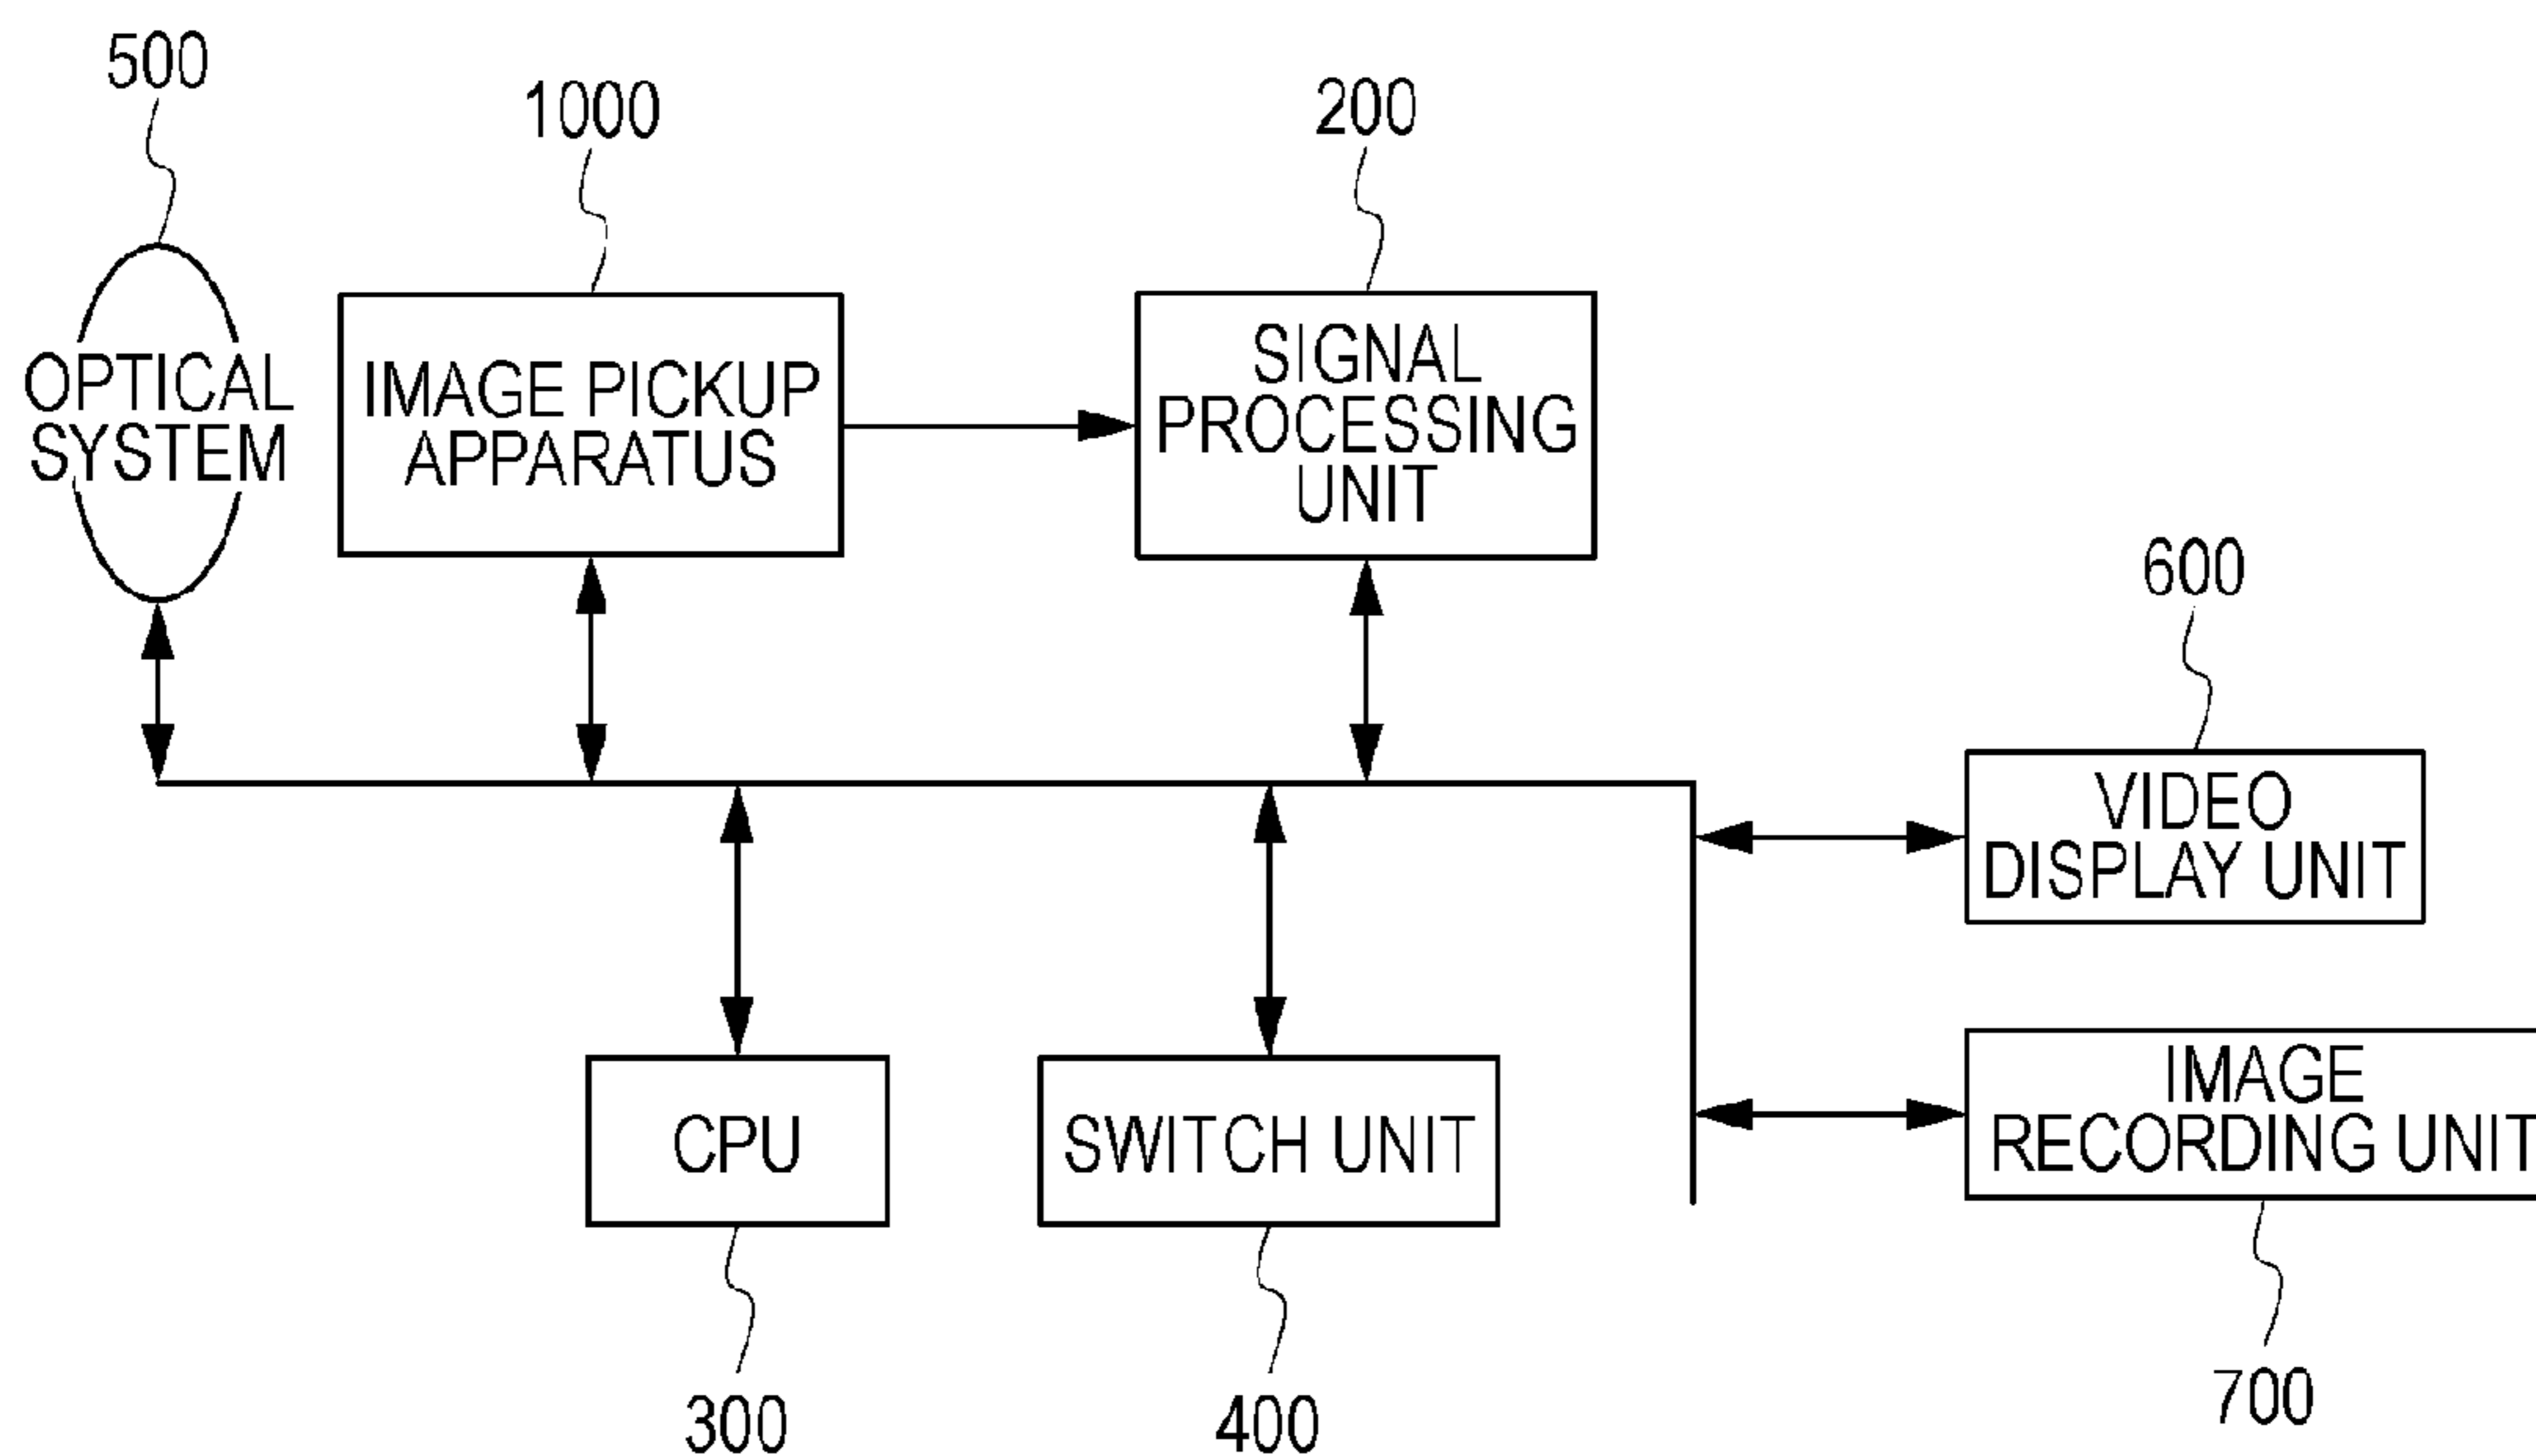 500
1000
200
OPTICAL
SYSTEM
IMAGE PICKUP
APPARATUS
SIGNAL
PROCESSING
UNIT
600
VIDEO
DISPLAY UNIT
CPU
SWITCH UNIT
IMAGE
RECORDING UNIT
300
400
700